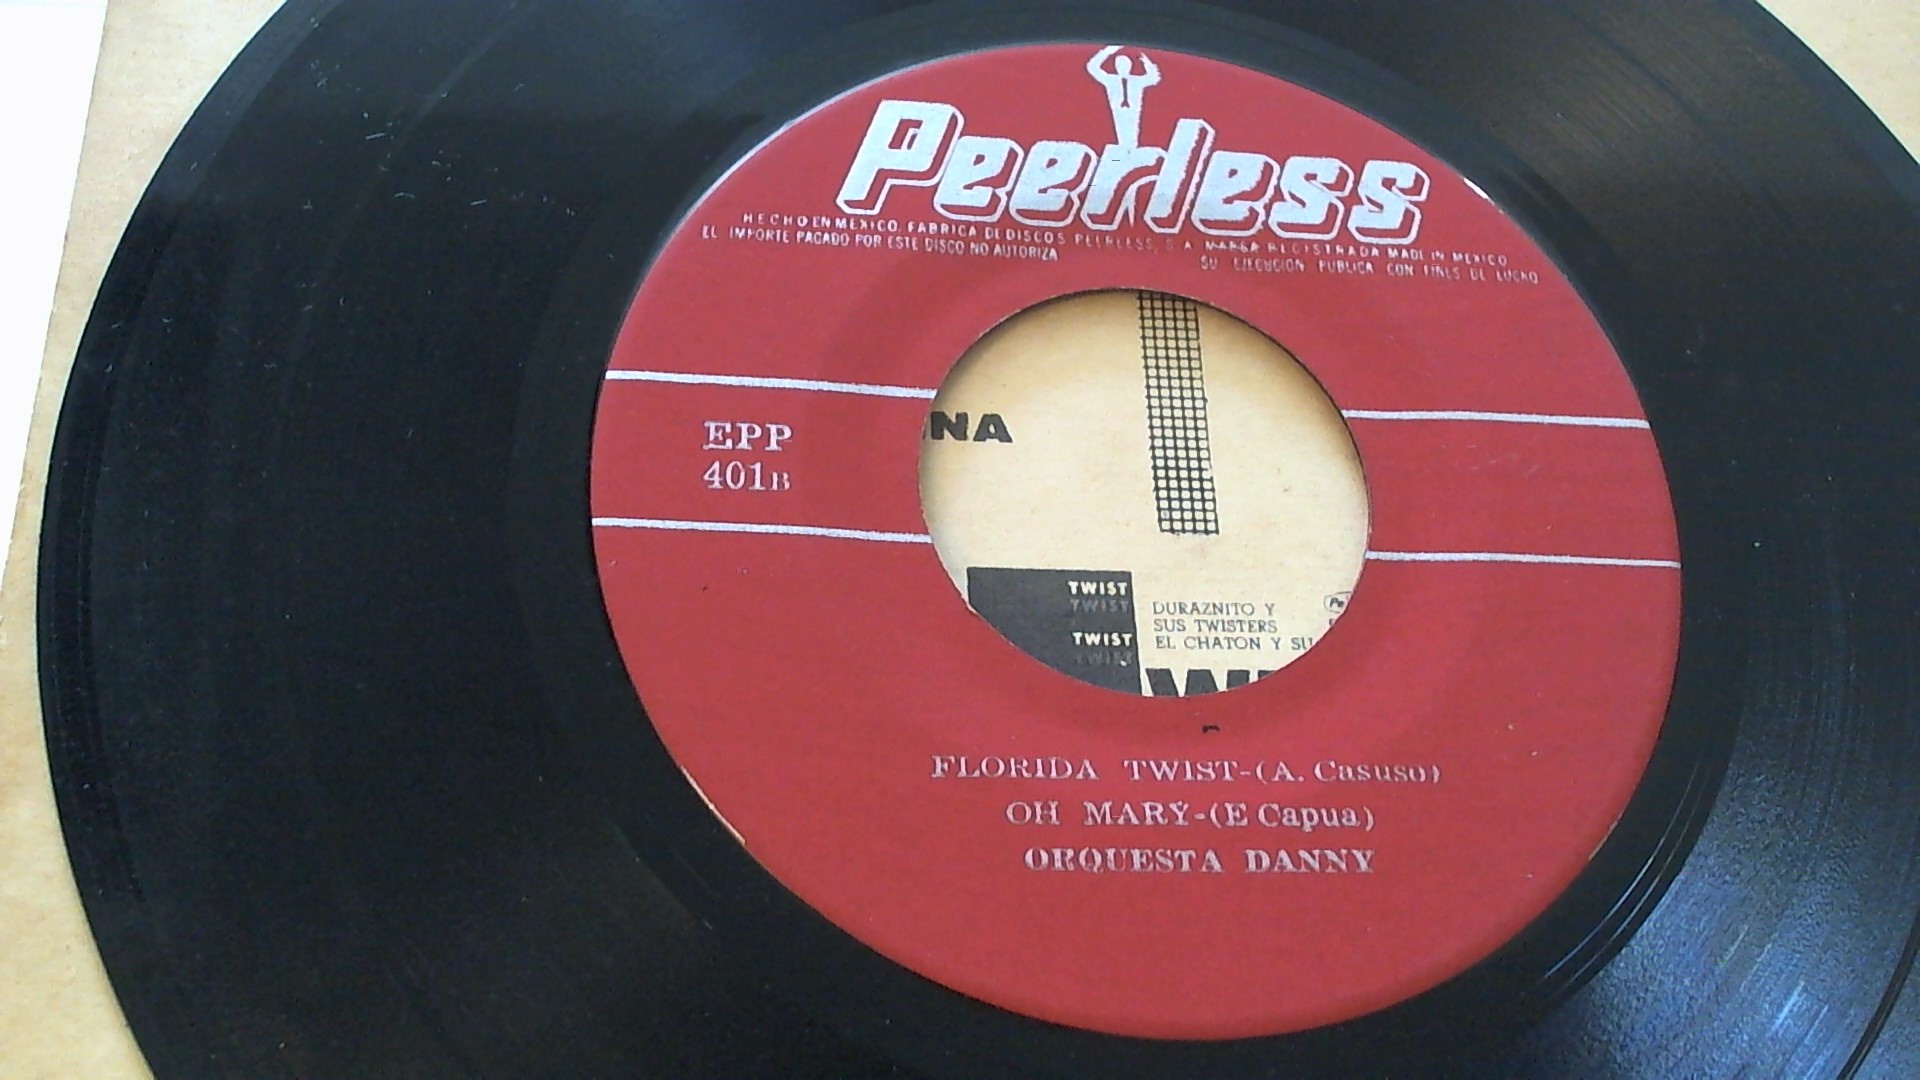 Peerless
HECHO EN MEXICO. FABRICA DE DISCOS PEERLESS, S. A. MARCA REGISTRADA MADE IN MEXICO
EL IMPORTE PAGADO POR ESTE DISCO NO AUTORIZA SU EJECUCION PUBLICA CON FINES DE LUCRO
NA
EPP
401B
TWIST
TWIST
TWIST
TWIST
DURAZNITO Y
SUS TWISTERS
EL CHATON Y SU
FLORIDA TWIST-(A. Casuso)
OH MARY-(E Capua)
ORQUESTA DANNY